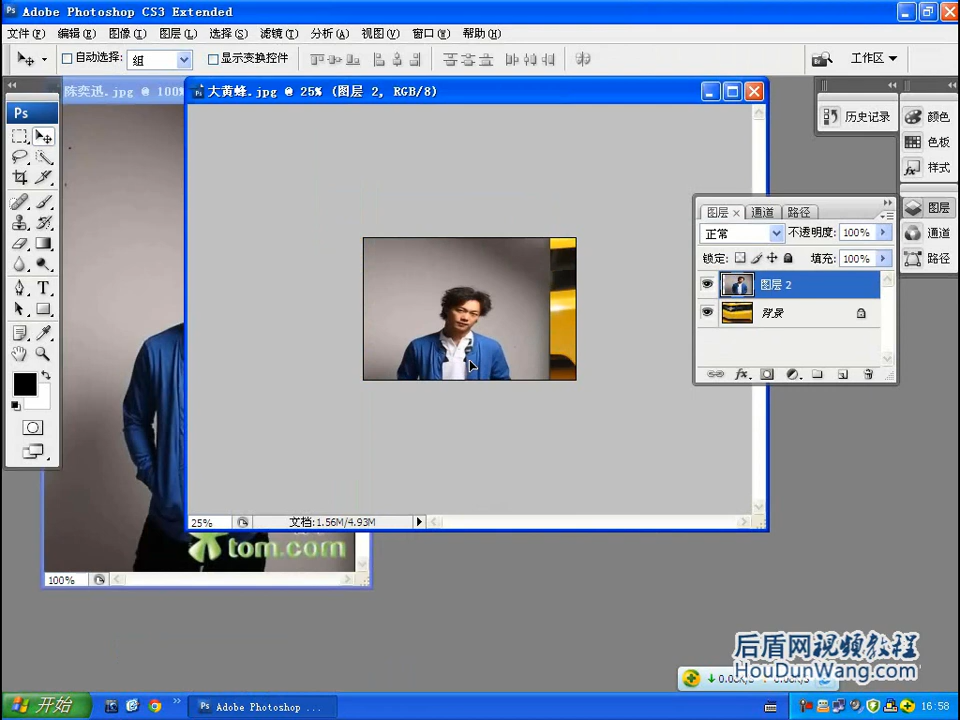 Adobe Photoshop CS3 Extended
文件(F) 编辑(E) 图像(I) 图层(L) 选择(S) 滤镜(T) 分析(A) 视图(V) 窗口(W) 帮助(H)
自动选择: 组 显示变换控件 工作区
陈奕迅.jpg @ 100%
大黄蜂.jpg @ 25% (图层 2, RGB/8)
Ps
历史记录
颜色
色板
样式
图层
通道
路径
图层 × 通道 路径
正常 不透明度: 100%
锁定: 填充: 100%
图层 2
背景
25% 文档:1.56M/4.93M
tom.com
100%
后盾网视频教程
HouDunWang.com
开始 Adobe Photoshop ... 16:58